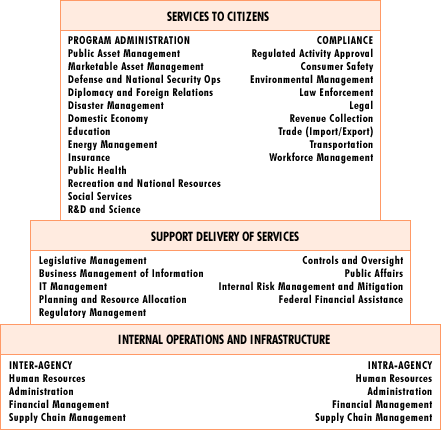 SERVICES TO CITIZENS
PROGRAM ADMINISTRATION
Public Asset Management
Marketable Asset Management
Defense and National Security Ops
Diplomacy and Foreign Relations
Disaster Management
Domestic Economy
Education
Energy Management
Insurance
Public Health
Recreation and National Resources
Social Services
R&D and Science
COMPLIANCE
Regulated Activity Approval
Consumer Safety
Environmental Management
Law Enforcement
Legal
Revenue Collection
Trade (Import/Export)
Transportation
Workforce Management
SUPPORT DELIVERY OF SERVICES
Legislative Management
Business Management of Information
IT Management
Planning and Resource Allocation
Regulatory Management
Controls and Oversight
Public Affairs
Internal Risk Management and Mitigation
Federal Financial Assistance
INTERNAL OPERATIONS AND INFRASTRUCTURE
INTER-AGENCY
Human Resources
Administration
Financial Management
Supply Chain Management
INTRA-AGENCY
Human Resources
Administration
Financial Management
Supply Chain Management